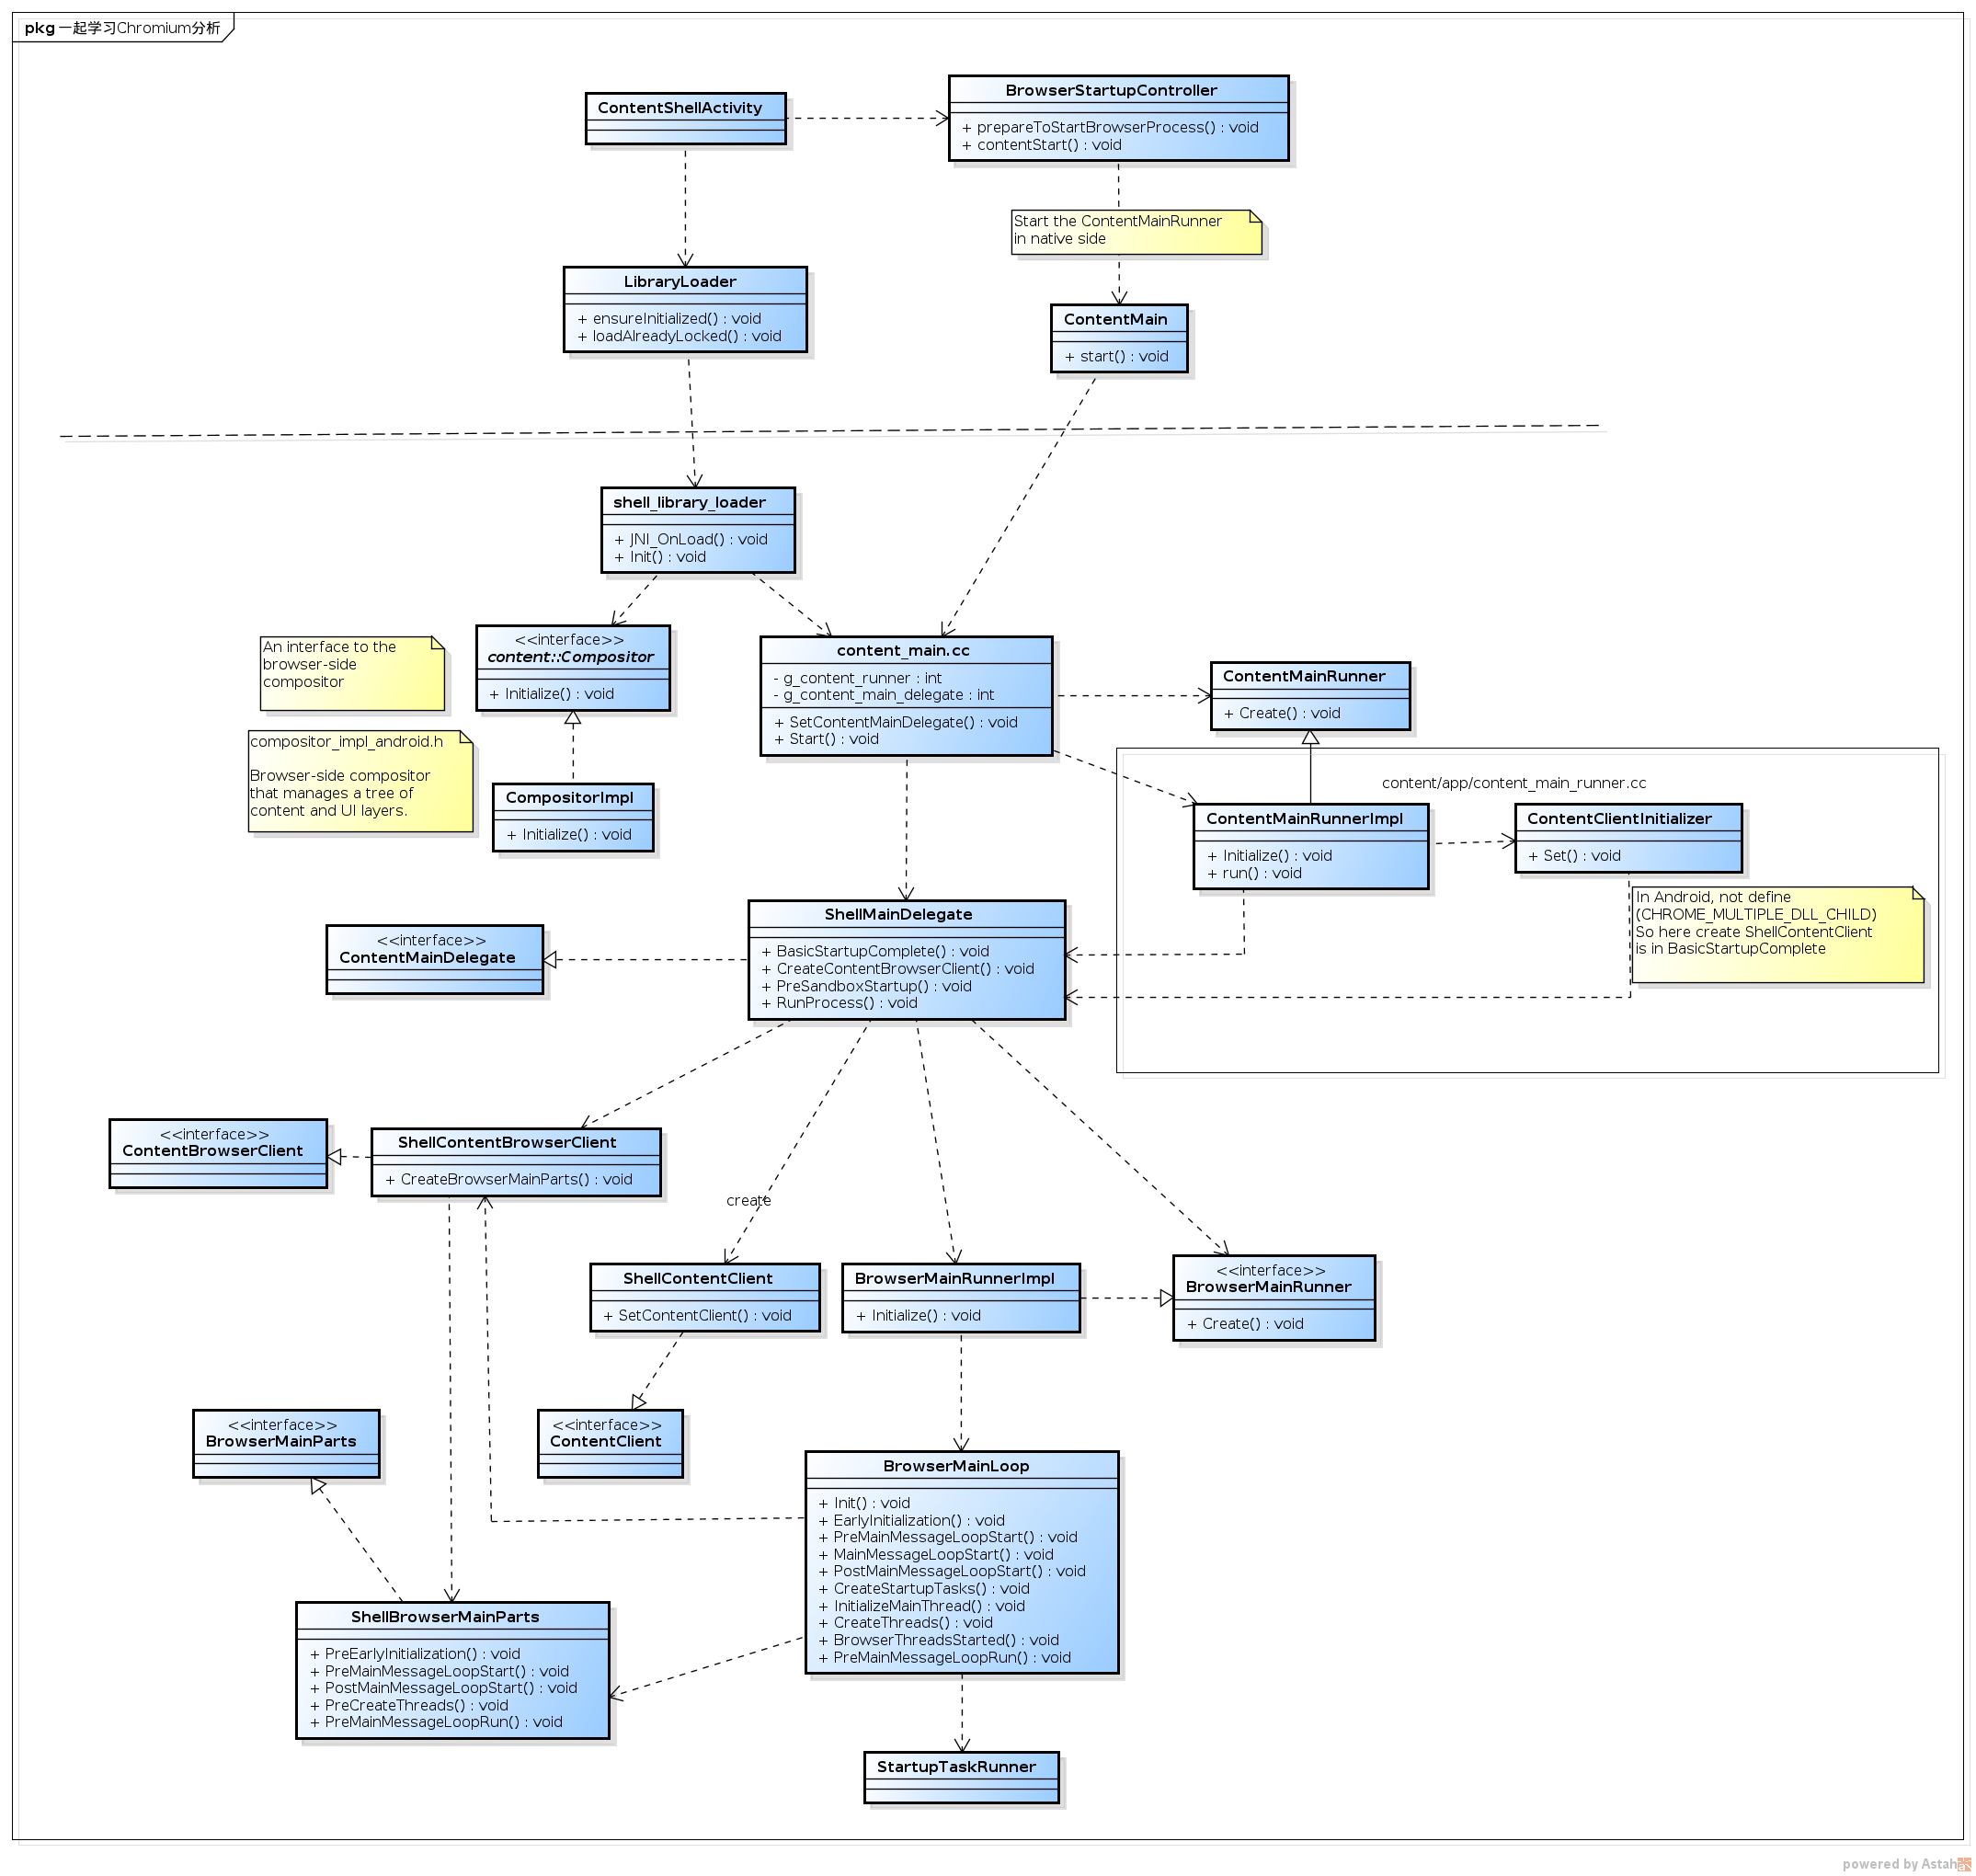 pkg 一起学习Chromium分析
ContentShellActivity
BrowserStartupController
+ prepareToStartBrowserProcess() : void
+ contentStart() : void
Start the ContentMainRunner
in native side
LibraryLoader
+ ensureInitialized() : void
+ loadAlreadyLocked() : void
ContentMain
+ start() : void
shell_library_loader
+ JNI_OnLoad() : void
+ Init() : void
An interface to the
browser-side
compositor
<<interface>>
content::Compositor
+ Initialize() : void
content_main.cc
- g_content_runner : int
- g_content_main_delegate : int
+ SetContentMainDelegate() : void
+ Start() : void
ContentMainRunner
+ Create() : void
compositor_impl_android.h
Browser-side compositor
that manages a tree of
content and UI layers.
CompositorImpl
+ Initialize() : void
content/app/content_main_runner.cc
ContentMainRunnerImpl
+ Initialize() : void
+ run() : void
ContentClientInitializer
+ Set() : void
In Android, not define
(CHROME_MULTIPLE_DLL_CHILD)
So here create ShellContentClient
is in BasicStartupComplete
<<interface>>
ContentMainDelegate
ShellMainDelegate
+ BasicStartupComplete() : void
+ CreateContentBrowserClient() : void
+ PreSandboxStartup() : void
+ RunProcess() : void
<<interface>>
ContentBrowserClient
ShellContentBrowserClient
+ CreateBrowserMainParts() : void
create
ShellContentClient
+ SetContentClient() : void
BrowserMainRunnerImpl
+ Initialize() : void
<<interface>>
BrowserMainRunner
+ Create() : void
<<interface>>
BrowserMainParts
<<interface>>
ContentClient
BrowserMainLoop
+ Init() : void
+ EarlyInitialization() : void
+ PreMainMessageLoopStart() : void
+ MainMessageLoopStart() : void
+ PostMainMessageLoopStart() : void
+ CreateStartupTasks() : void
+ InitializeMainThread() : void
+ CreateThreads() : void
+ BrowserThreadsStarted() : void
+ PreMainMessageLoopRun() : void
ShellBrowserMainParts
+ PreEarlyInitialization() : void
+ PreMainMessageLoopStart() : void
+ PostMainMessageLoopStart() : void
+ PreCreateThreads() : void
+ PreMainMessageLoopRun() : void
StartupTaskRunner
powered by Astah